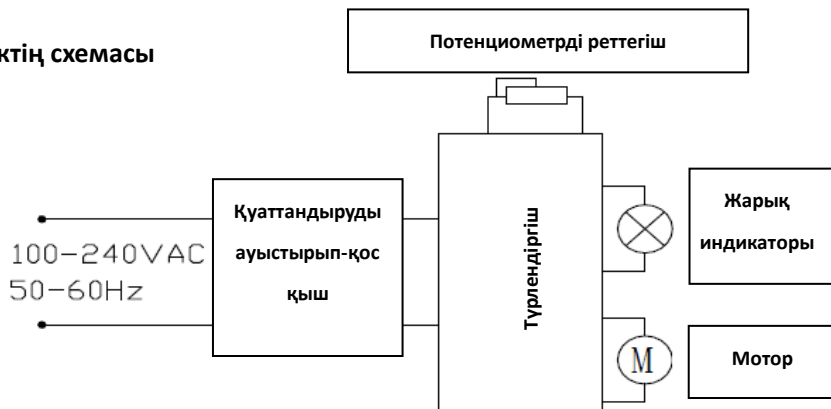 Потенциометрді реттегіш
ктің схемасы
Қуаттандыруды
ауыстырып-қос
қыш
100-240VAC
50-60Hz
Түрлендіргіш
Жарық
индикаторы
M
Мотор